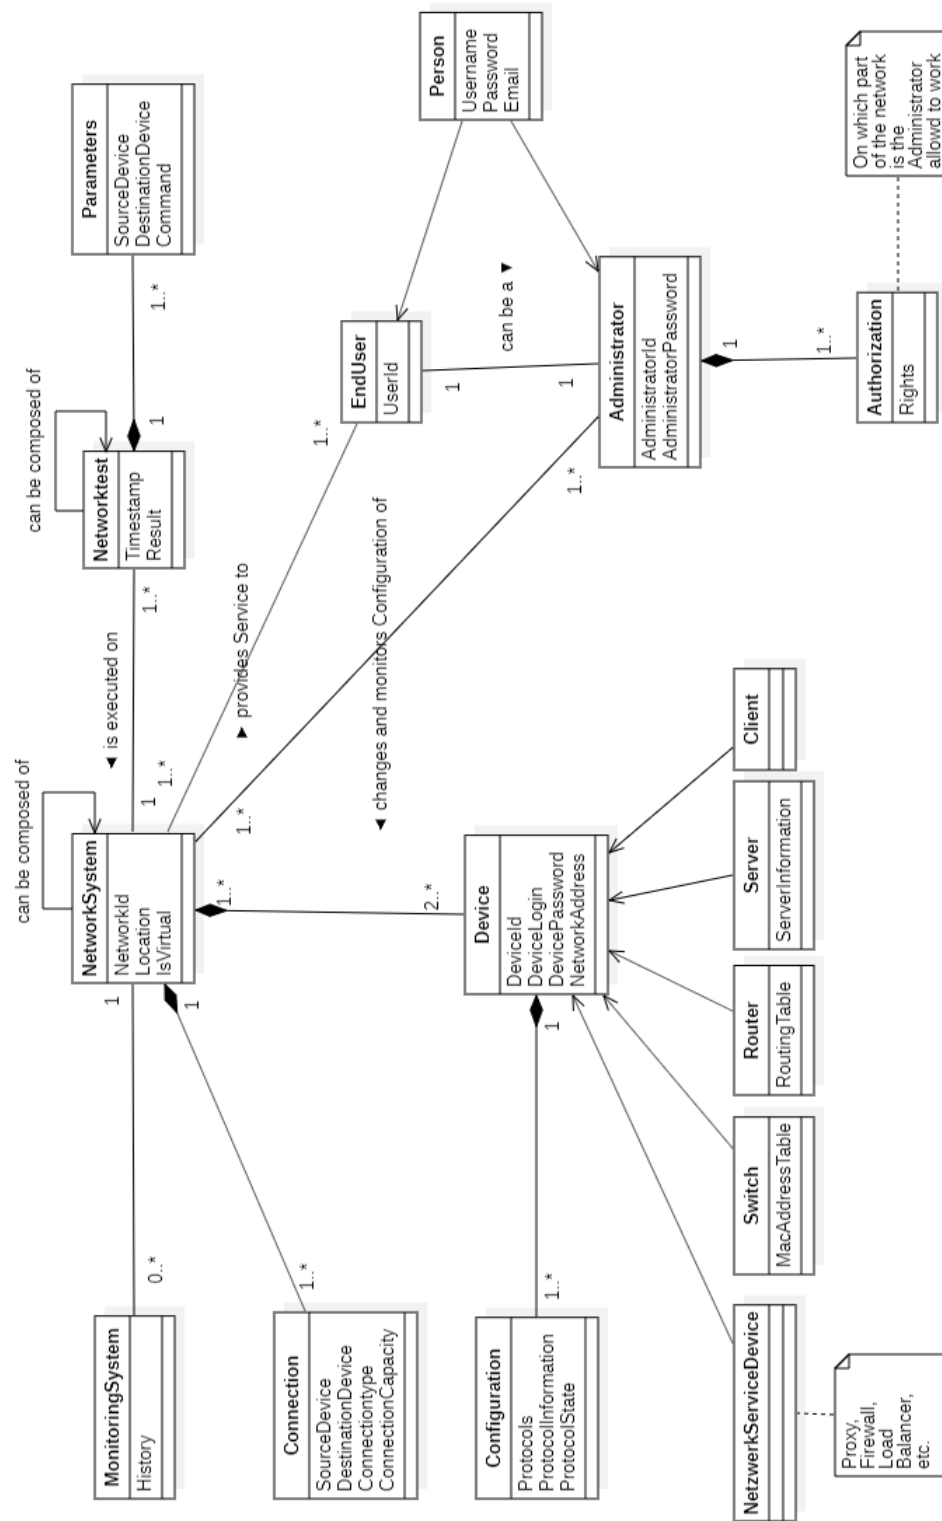 can be composed of
can be composed of
MonitoringSystem
History
0..*
1
NetworkSystem
NetworkId
Location
IsVirtual
1
◄ is executed on
1..*
Networktest
Timestamp
Result
1
1..*
Parameters
SourceDevice
DestinationDevice
Command
1
1..*
1..*
1..*
► provides Service to
1..*
Connection
SourceDevice
DestinationDevice
Connectiontype
ConnectionCapacity
1..*
◄ changes and monitors Configuration of
EndUser
UserId
1
Person
Username
Password
Email
can be a ▼
1
1..*
2..*
Configuration
Protocols
ProtocolInformation
ProtocolState
1..*
1
Device
DeviceId
DeviceLogin
DevicePassword
NetworkAddress
Administrator
AdministratorId
AdministratorPassword
1
1..*
NetzwerkServiceDevice
Switch
MacAddressTable
Router
RoutingTable
Server
ServerInformation
Client
Proxy,
Firewall,
Load
Balancer,
etc.
Authorization
Rights
On which part
of the network
is the
Administrator
allowd to work